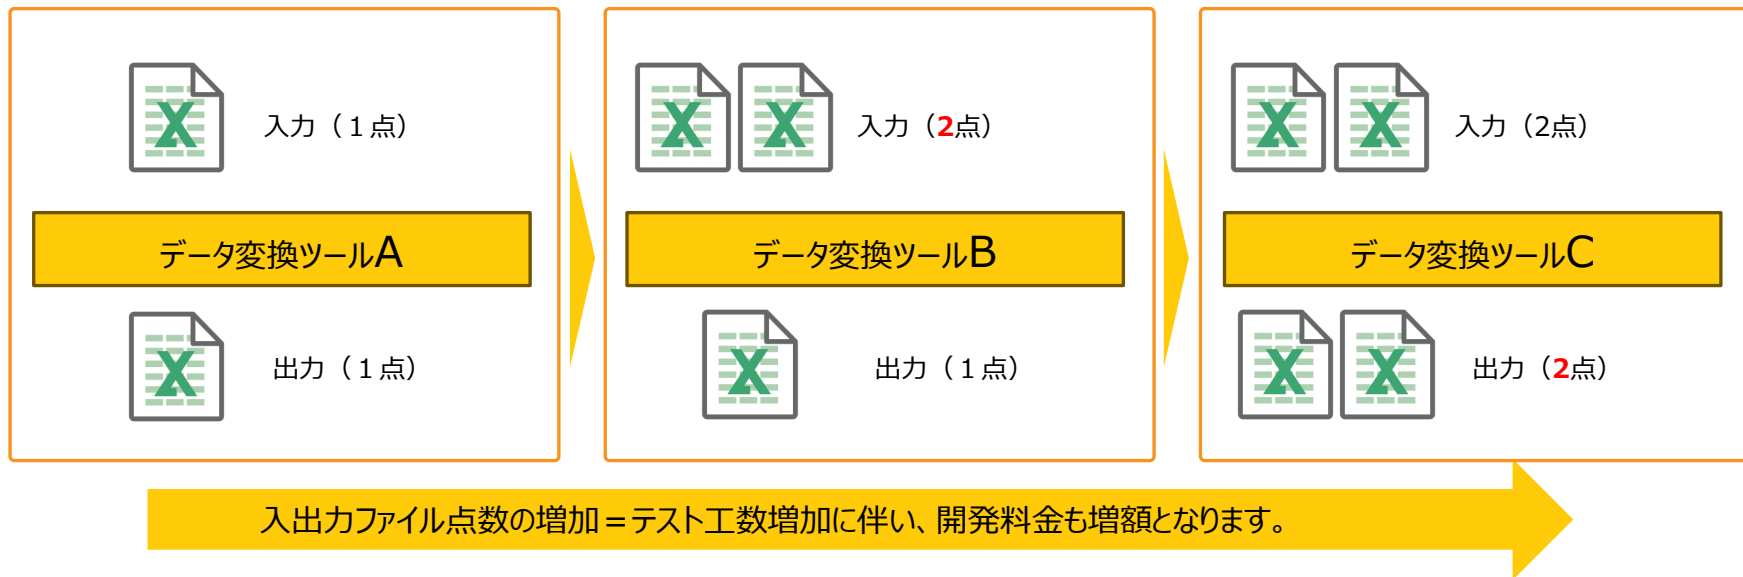 入力（１点）
データ変換ツールA
出力（１点）
入力（2点）
データ変換ツールB
出力（１点）
入力（2点）
データ変換ツールC
出力（2点）
入出力ファイル点数の増加＝テスト工数増加に伴い、開発料金も増額となります。